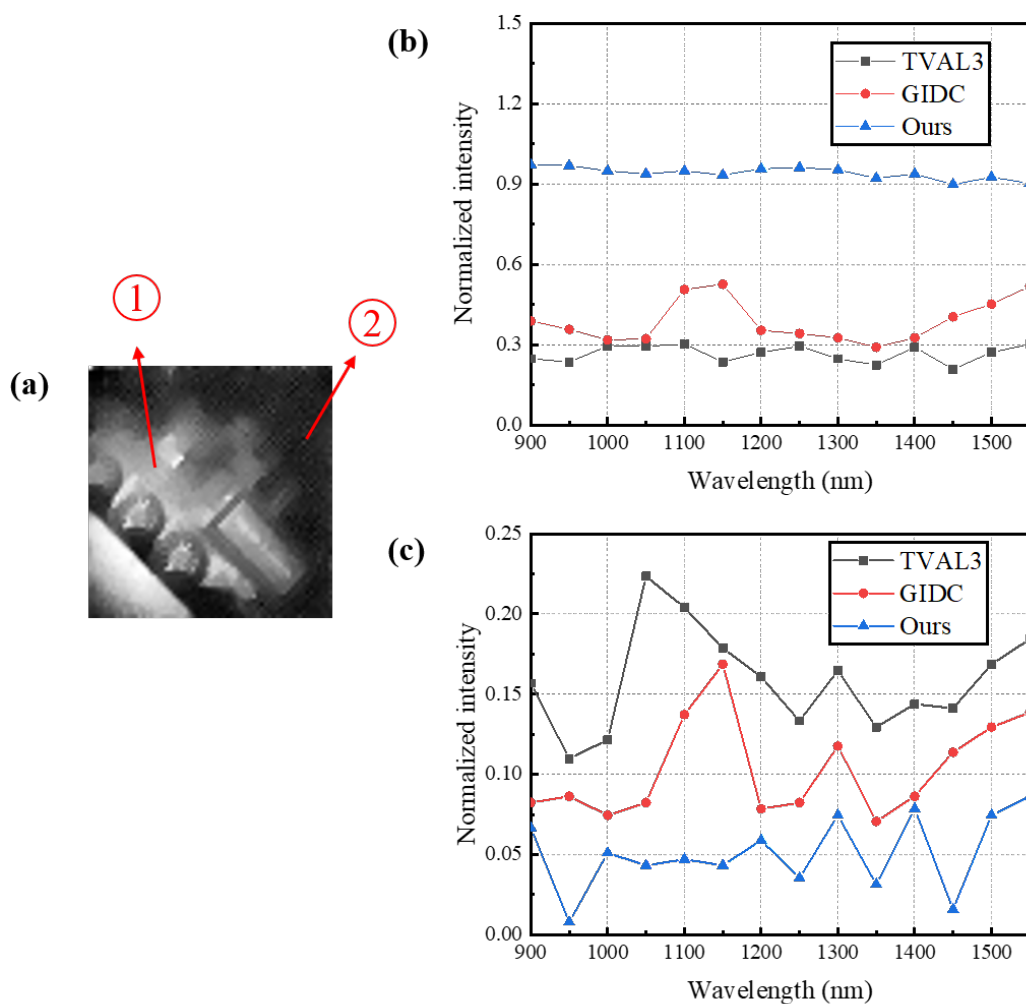 (a)
①
②
(b)
Normalized intensity
1.5
1.2
0.9
0.6
0.3
0.0
TVAL3
GIDC
Ours
900 1000 1100 1200 1300 1400 1500
Wavelength (nm)
(c)
Normalized intensity
0.25
0.20
0.15
0.10
0.05
0.00
TVAL3
GIDC
Ours
900 1000 1100 1200 1300 1400 1500
Wavelength (nm)